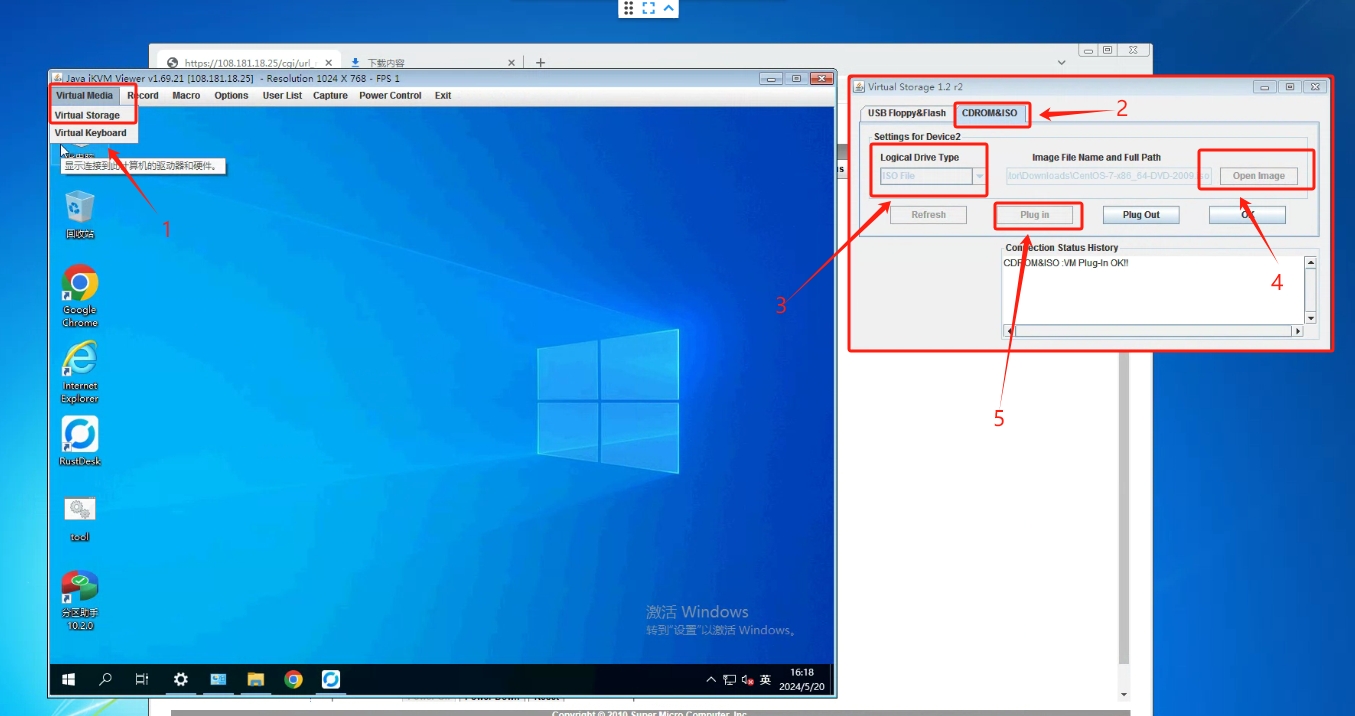 https://108.181.18.25/cgi/url_
下载内容
Java iKVM Viewer v1.69.21 [108.181.18.25] - Resolution 1024 X 768 - FPS 1
Virtual Media Record Macro Options User List Capture Power Control Exit
Virtual Storage
Virtual Keyboard
显示连接到此计算机的驱动器和硬件。
1
回收站
Google
Chrome
Internet
Explorer
RustDesk
tool
分区助手
10.2.0
激活 Windows
转到"设置"以激活 Windows。
英
16:18
2024/5/20
Virtual Storage 1.2 r2
USB Floppy&Flash CDROM&ISO
2
Settings for Device2
Logical Drive Type Image File Name and Full Path
ISO File tor\Downloads\CentOS-7-x86_64-DVD-2009.iso Open Image
Refresh Plug in Plug Out OK
Connection Status History
CDROM&ISO :VM Plug-In OK!!
3
4
5
Power Down Reset
Copyright © 2010 Super Micro Computer, Inc.